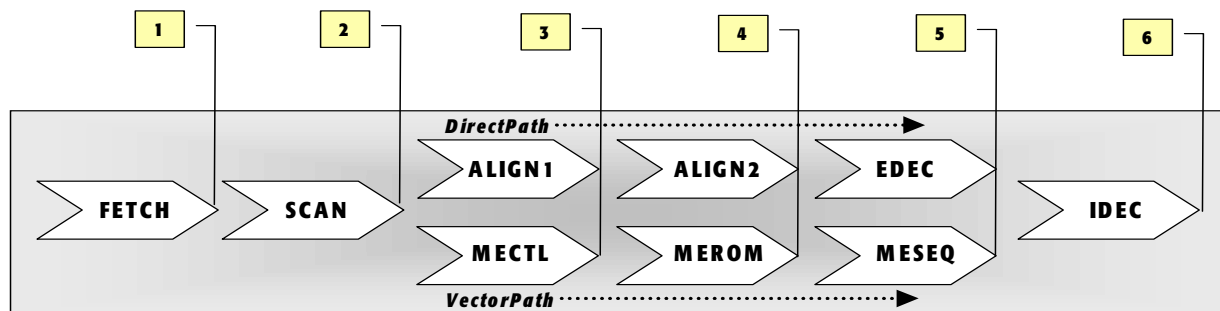 1 2 3 4 5 6
DirectPath
ALIGN1 ALIGN2 EDEC
FETCH SCAN IDEC
MECTL MEROM MESEQ
VectorPath